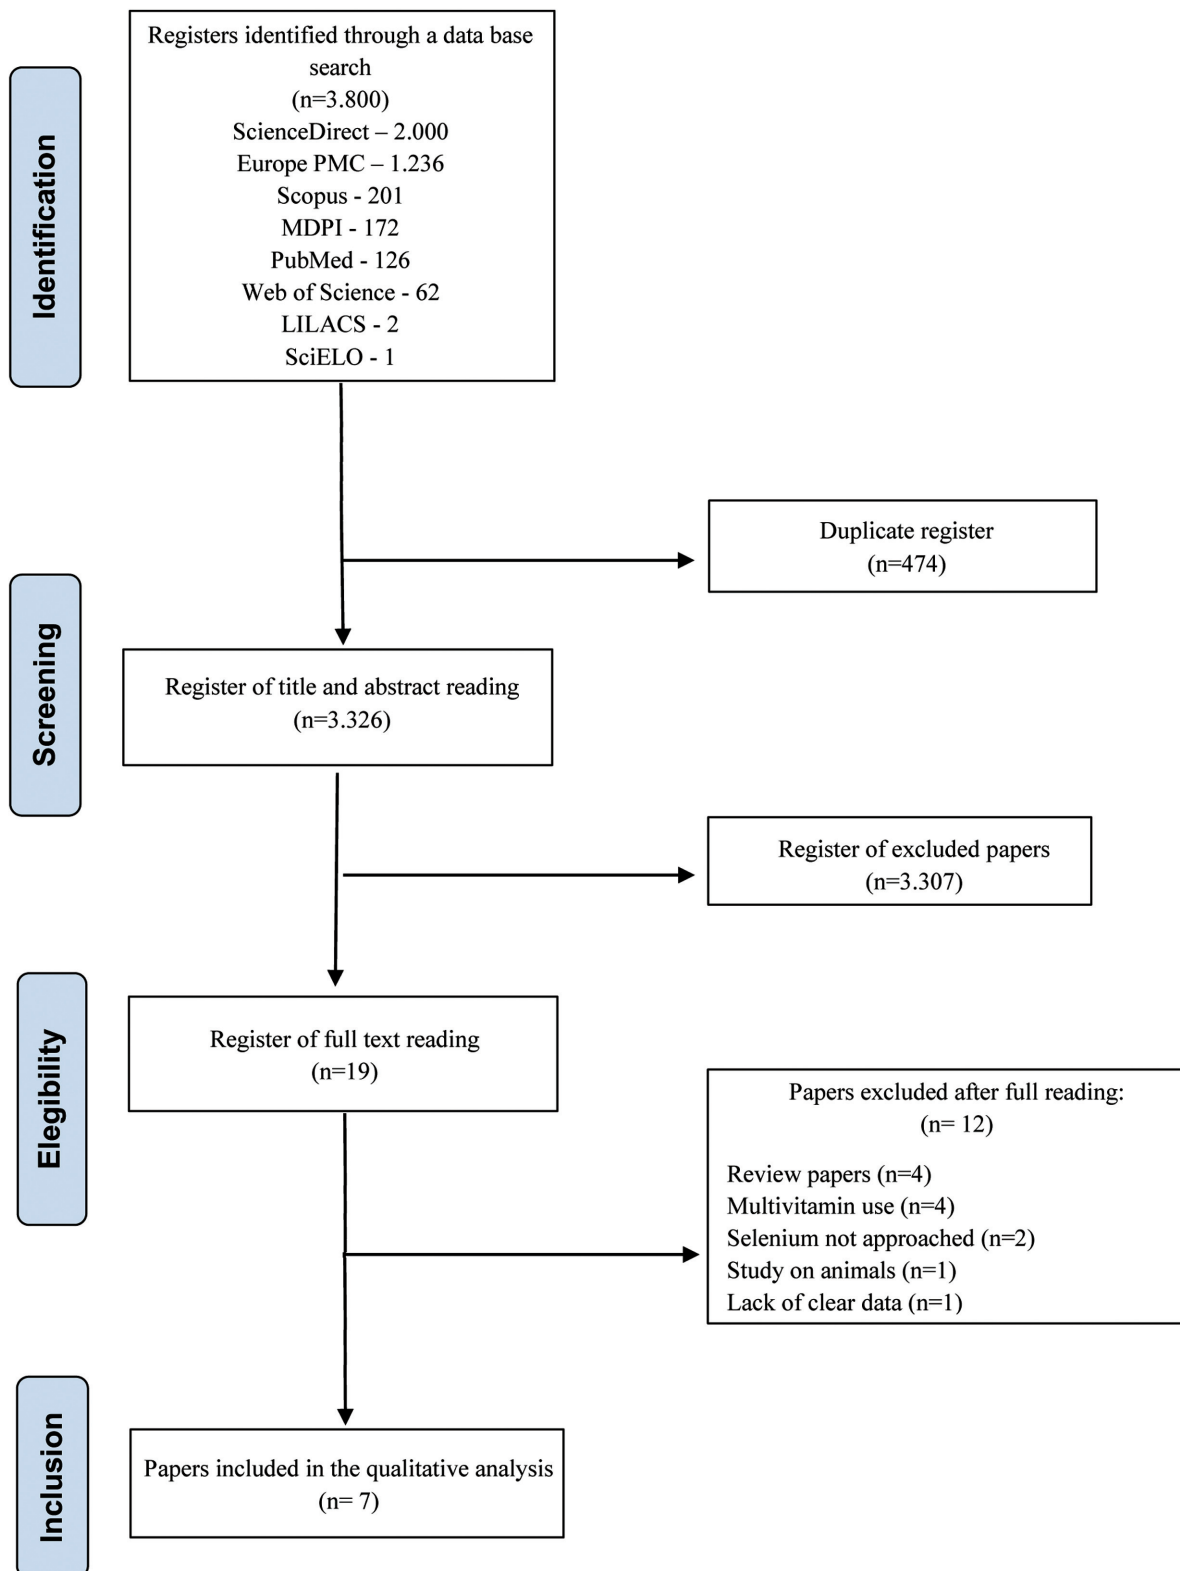 Identification
Registers identified through a data base
search
(n=3.800)
ScienceDirect – 2.000
Europe PMC – 1.236
Scopus - 201
MDPI - 172
PubMed - 126
Web of Science - 62
LILACS - 2
SciELO - 1
Duplicate register
(n=474)
Screening
Register of title and abstract reading
(n=3.326)
Register of excluded papers
(n=3.307)
Elegibility
Register of full text reading
(n=19)
Papers excluded after full reading:
(n= 12)
Review papers (n=4)
Multivitamin use (n=4)
Selenium not approached (n=2)
Study on animals (n=1)
Lack of clear data (n=1)
Inclusion
Papers included in the qualitative analysis
(n= 7)